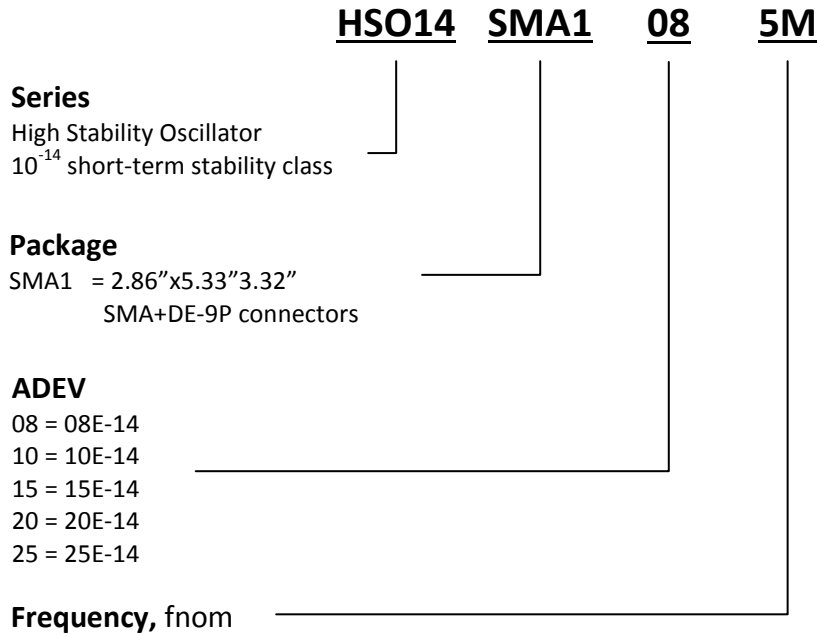 HSO14 SMA1 08 5M
Series
High Stability Oscillator
10⁻¹⁴ short-term stability class
Package
SMA1 = 2.86”x5.33”3.32”
SMA+DE-9P connectors
ADEV
08 = 08E-14
10 = 10E-14
15 = 15E-14
20 = 20E-14
25 = 25E-14
Frequency, fnom